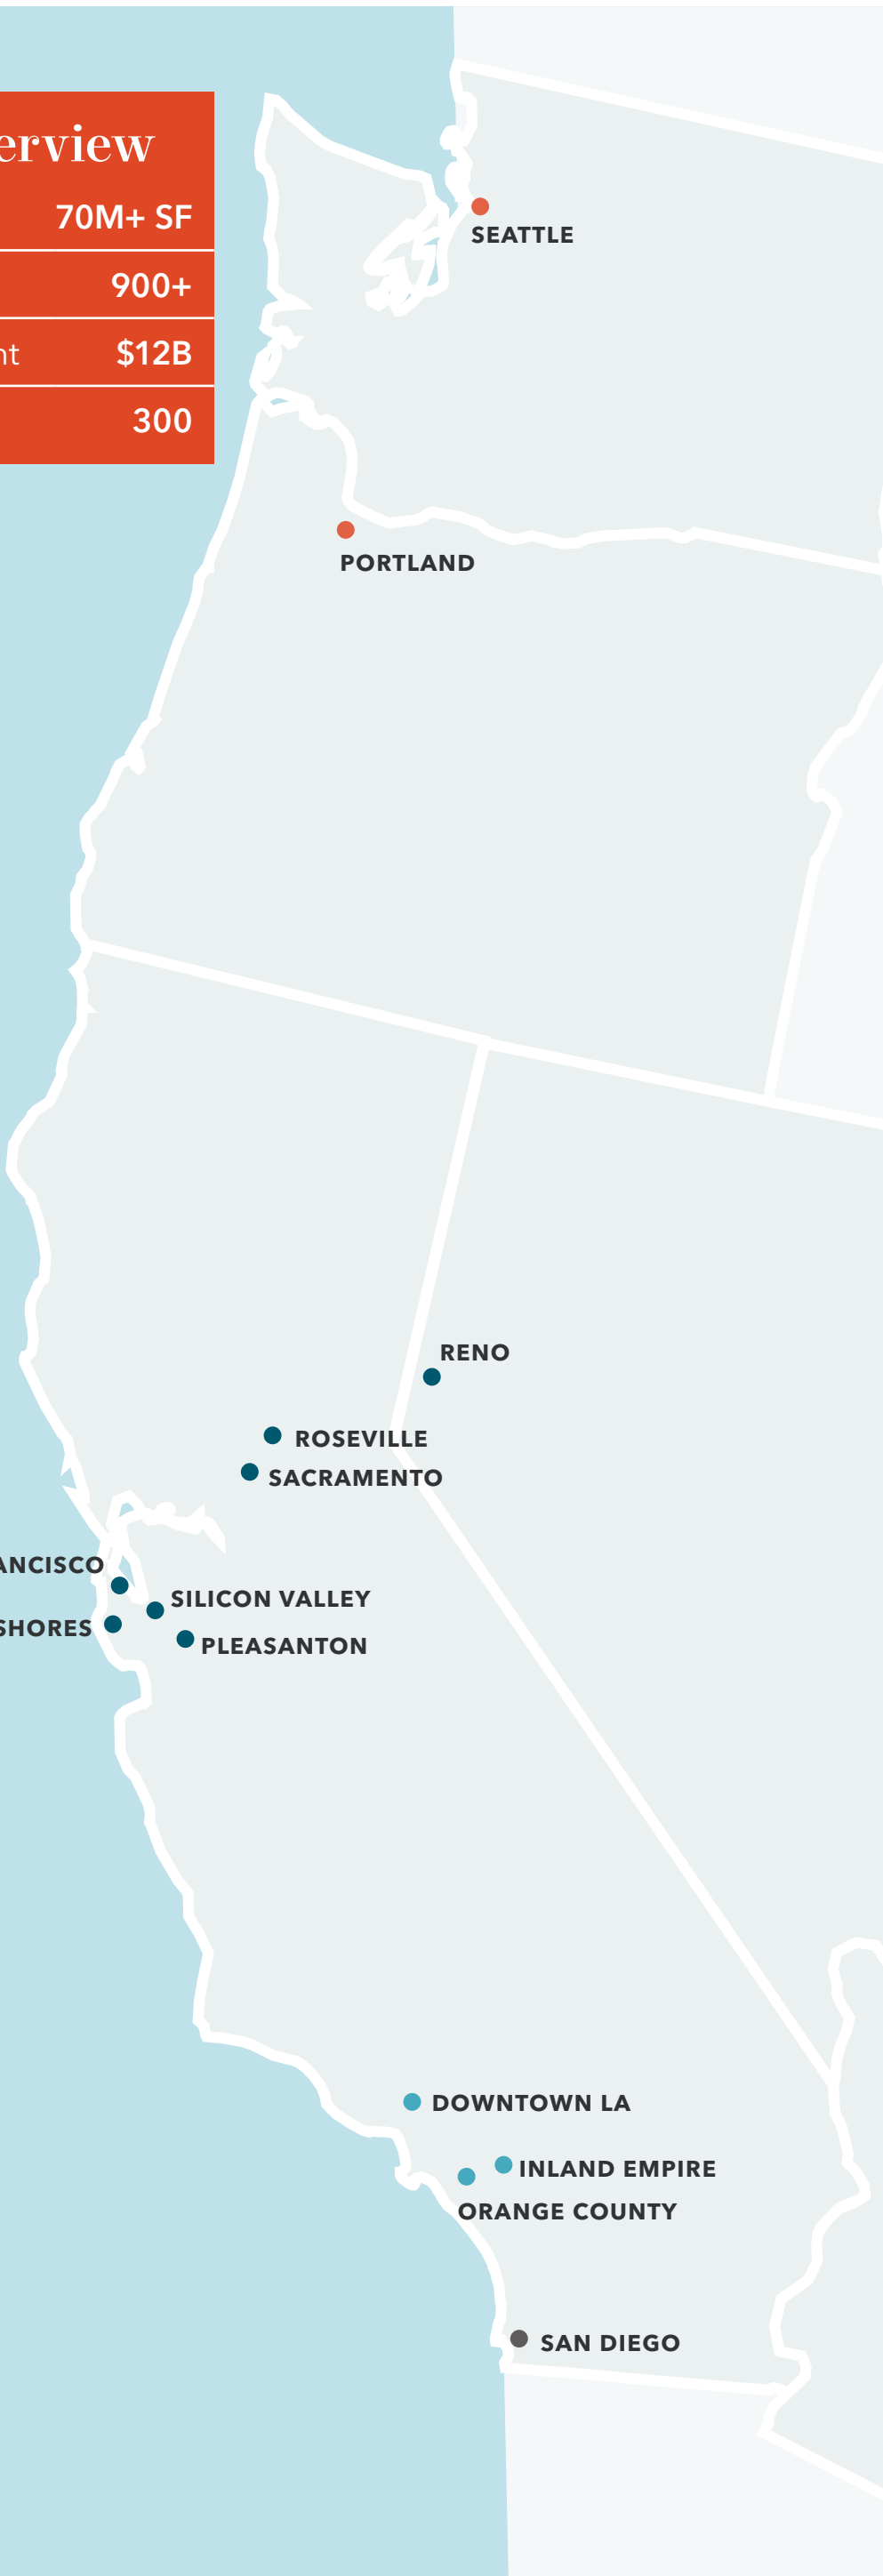 erview
70M+ SF
900+
nt $12B
300
SEATTLE
PORTLAND
RENO
ROSEVILLE
SACRAMENTO
ANCISCO
SILICON VALLEY
SHORES
PLEASANTON
DOWNTOWN LA
INLAND EMPIRE
ORANGE COUNTY
SAN DIEGO